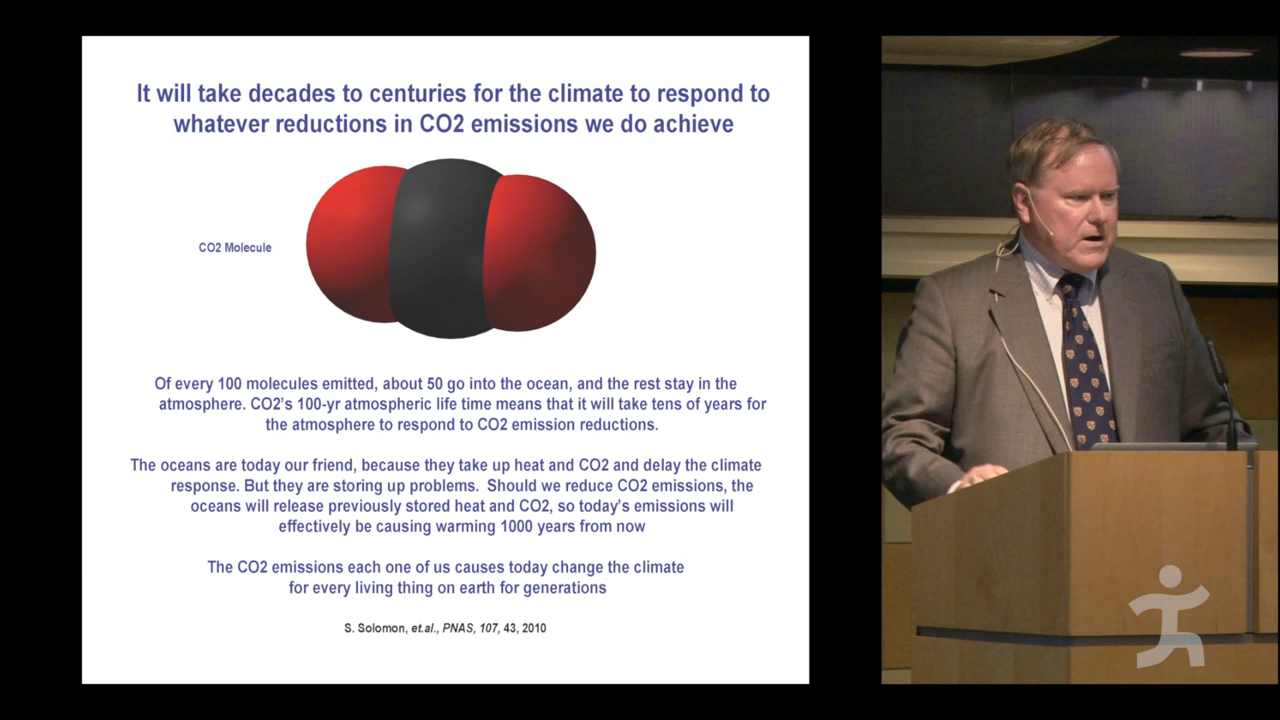 It will take decades to centuries for the climate to respond to
whatever reductions in CO2 emissions we do achieve
CO2 Molecule
Of every 100 molecules emitted, about 50 go into the ocean, and the rest stay in the
atmosphere. CO2's 100-yr atmospheric life time means that it will take tens of years for
the atmosphere to respond to CO2 emission reductions.
The oceans are today our friend, because they take up heat and CO2 and delay the climate
response. But they are storing up problems.  Should we reduce CO2 emissions, the
oceans will release previously stored heat and CO2, so today's emissions will
effectively be causing warming 1000 years from now
The CO2 emissions each one of us causes today change the climate
for every living thing on earth for generations
S. Solomon, et.al., PNAS, 107, 43, 2010